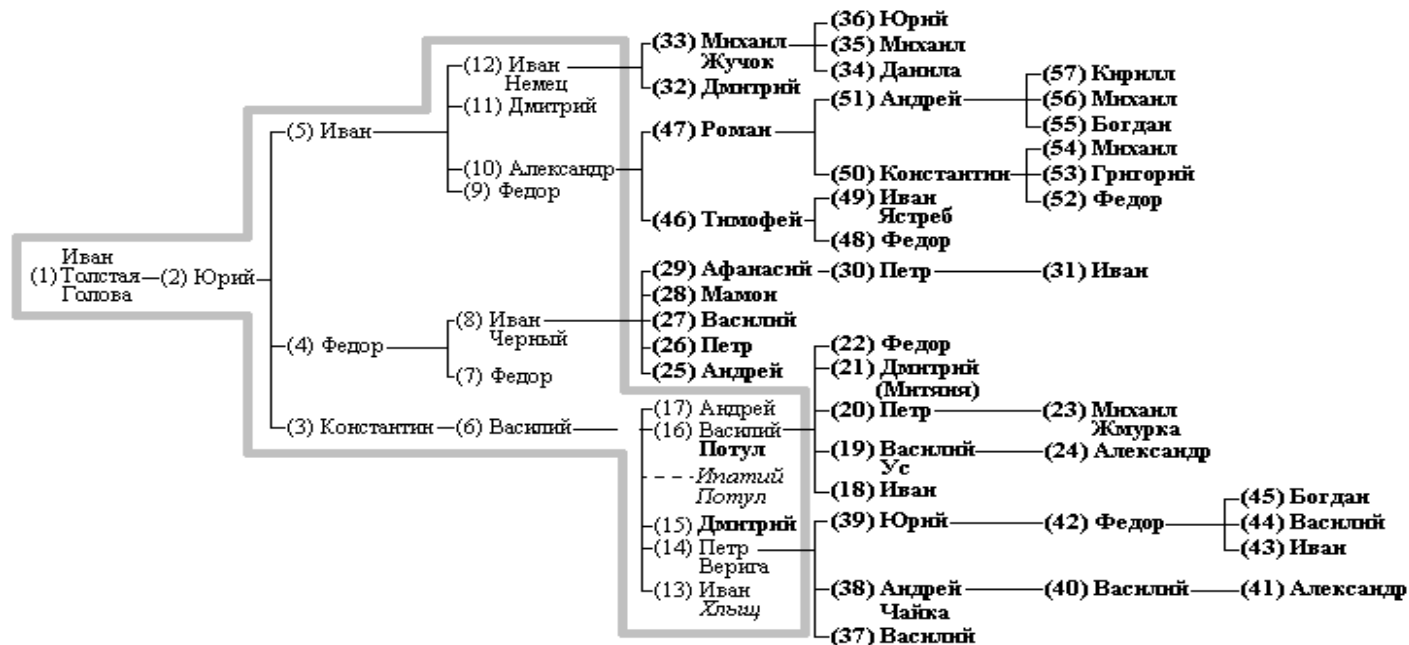 (36) Юрий
(33) Михаил
Жучок
(35) Михаил
(12) Иван
Немец
(34) Данила
(57) Кирилл
(32) Дмитрий
(51) Андрей
(56) Михаил
(11) Дмитрий
(55) Богдан
(5) Иван
(47) Роман
(54) Михаил
(10) Александр
(50) Константин
(53) Григорий
(9) Федор
(49) Иван
Ястреб
(52) Федор
(46) Тимофей
(48) Федор
Иван
(1) Толстая
Голова
(2) Юрий
(29) Афанасий
(30) Петр
(31) Иван
(28) Мамон
(8) Иван
Черный
(27) Василий
(4) Федор
(26) Петр
(22) Федор
(7) Федор
(25) Андрей
(21) Дмитрий
(Митяня)
(17) Андрей
(20) Петр
(23) Михаил
Жмурка
(3) Константин
(6) Василий
(16) Василий
Потул
(19) Василий
Ус
(24) Александр
Ипатий
Потул
(18) Иван
(45) Богдан
(15) Дмитрий
(39) Юрий
(42) Федор
(44) Василий
(14) Петр
Верига
(43) Иван
(13) Иван
Хлыщ
(38) Андрей
Чайка
(40) Василий
(41) Александр
(37) Василий